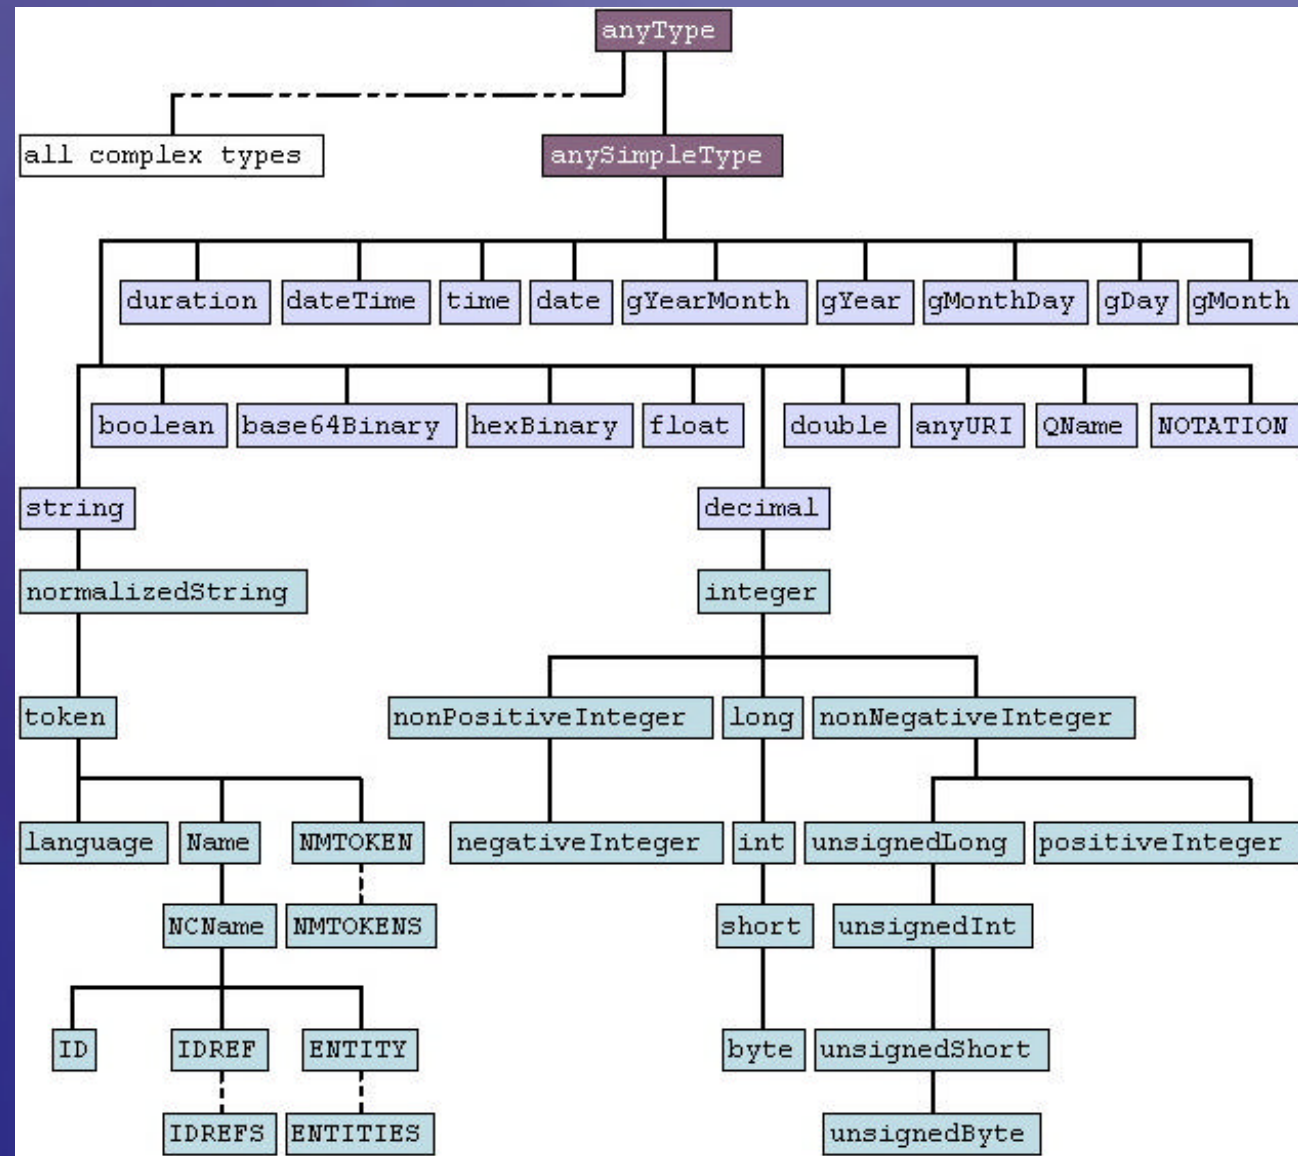 anyType
all complex types anySimpleType
duration dateTime time date gYearMonth gYear gMonthDay gDay gMonth
boolean base64Binary hexBinary float double anyURI QName NOTATION
string decimal
normalizedString integer
token nonPositiveInteger long nonNegativeInteger
language Name NMTOKEN negativeInteger int unsignedLong positiveInteger
NCName NMTOKENS short unsignedInt
ID IDREF ENTITY byte unsignedShort
IDREFS ENTITIES unsignedByte